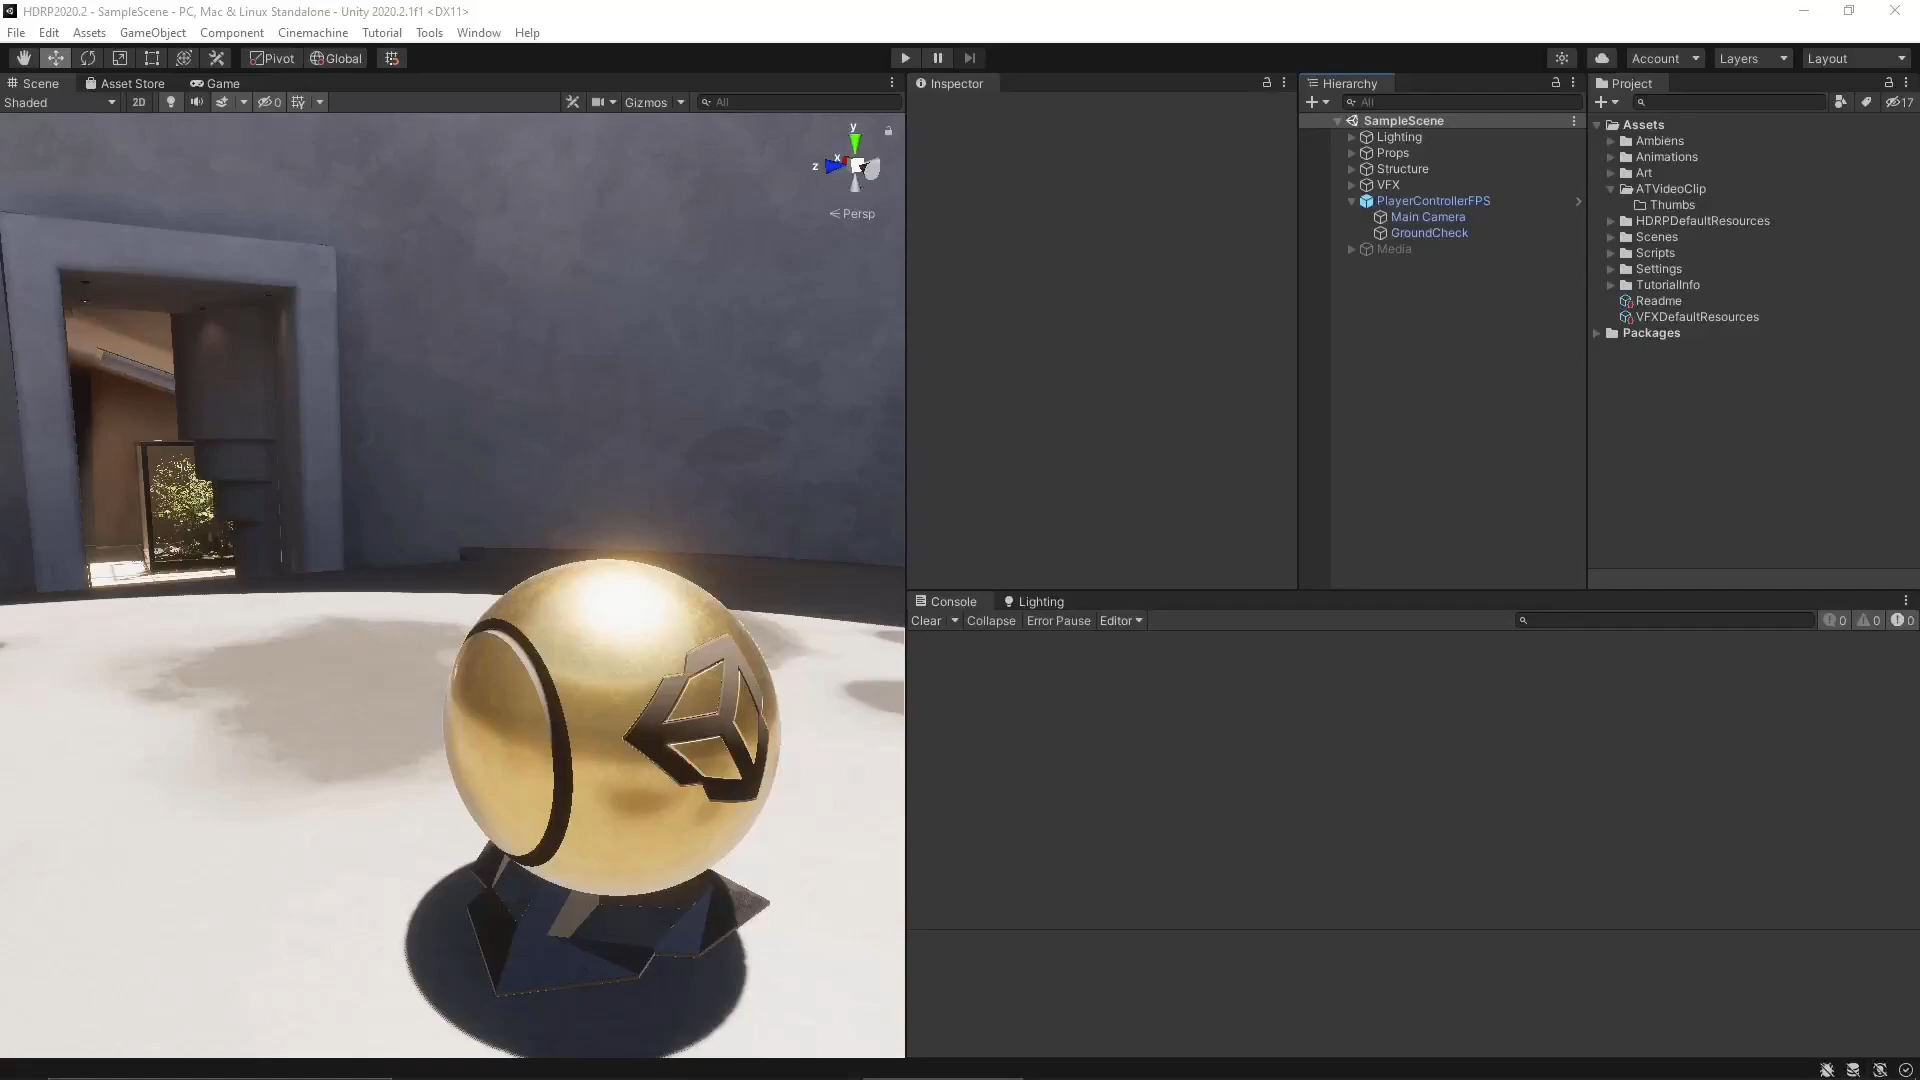 HDRP2020.2 - SampleScene - PC, Mac & Linux Standalone - Unity 2020.2.1f1 <DX11>
File Edit Assets GameObject Component Cinemachine Tutorial Tools Window Help
Pivot Global Account Layers Layout
Scene Asset Store Game
Shaded 2D 0 Gizmos All
y
x
z
Persp
Inspector
Hierarchy
All
SampleScene
Lighting
Props
Structure
VFX
PlayerControllerFPS
Main Camera
GroundCheck
Media
Project
17
Assets
Ambiens
Animations
Art
ATVideoClip
Thumbs
HDRPDefaultResources
Scenes
Scripts
Settings
TutorialInfo
Readme
VFXDefaultResources
Packages
Console Lighting
Clear Collapse Error Pause Editor 0 0 0